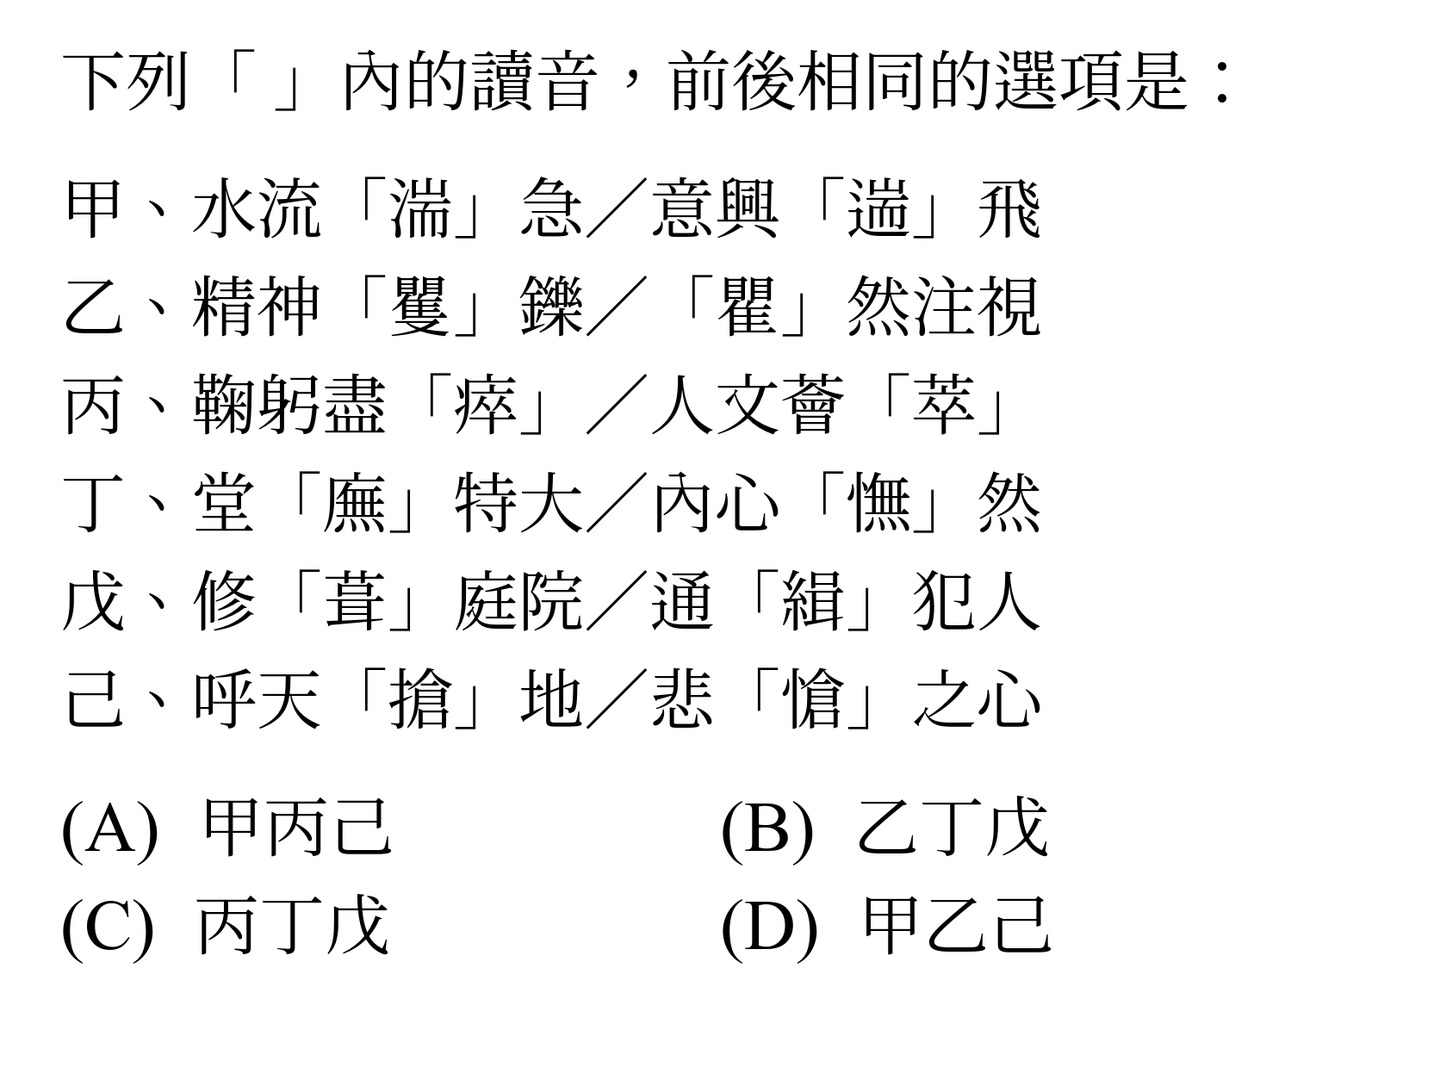 下列「 」內的讀音，前後相同的選項是：
甲、水流「湍」急／意興「遄」飛
乙、精神「矍」鑠／「瞿」然注視
丙、鞠躬盡「瘁」／人文薈「萃」
丁、堂「廡」特大／內心「憮」然
戊、修「葺」庭院／通「緝」犯人
己、呼天「搶」地／悲「愴」之心
(A) 甲丙己 (B) 乙丁戊
(C) 丙丁戊 (D) 甲乙己